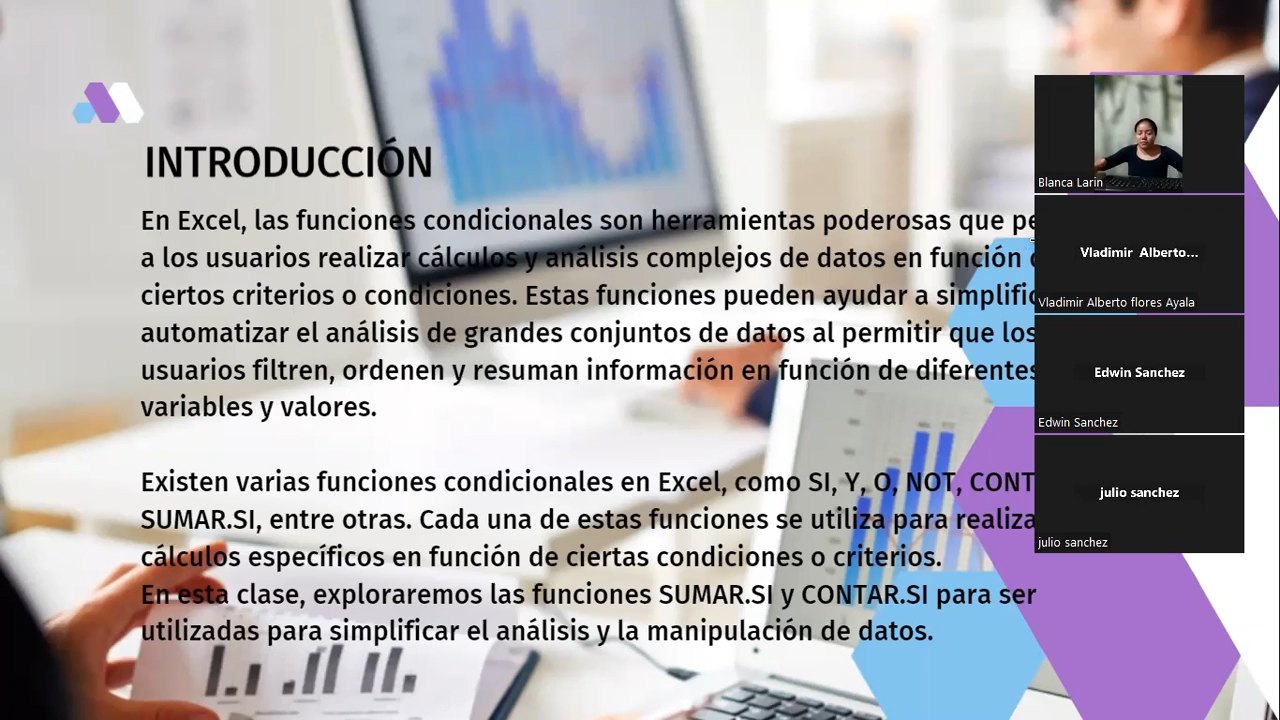 INTRODUCCIÓN
En Excel, las funciones condicionales son herramientas poderosas que
a los usuarios realizar cálculos y análisis complejos de datos en función
ciertos criterios o condiciones. Estas funciones pueden ayudar a
automatizar el análisis de grandes conjuntos de datos al permitir que los
usuarios filtren, ordenen y resuman información en función de diferentes
variables y valores.
Existen varias funciones condicionales en Excel, como SI, Y, O, NOT,
SUMAR.SI, entre otras. Cada una de estas funciones se utiliza para
cálculos específicos en función de ciertas condiciones o criterios.
En esta clase, exploraremos las funciones SUMAR.SI y CONTAR.SI para ser
utilizadas para simplificar el análisis y la manipulación de datos.
Blanca Larin
Vladimir Alberto...
Vladimir Alberto flores Ayala
Edwin Sanchez
Edwin Sanchez
julio sanchez
julio sanchez